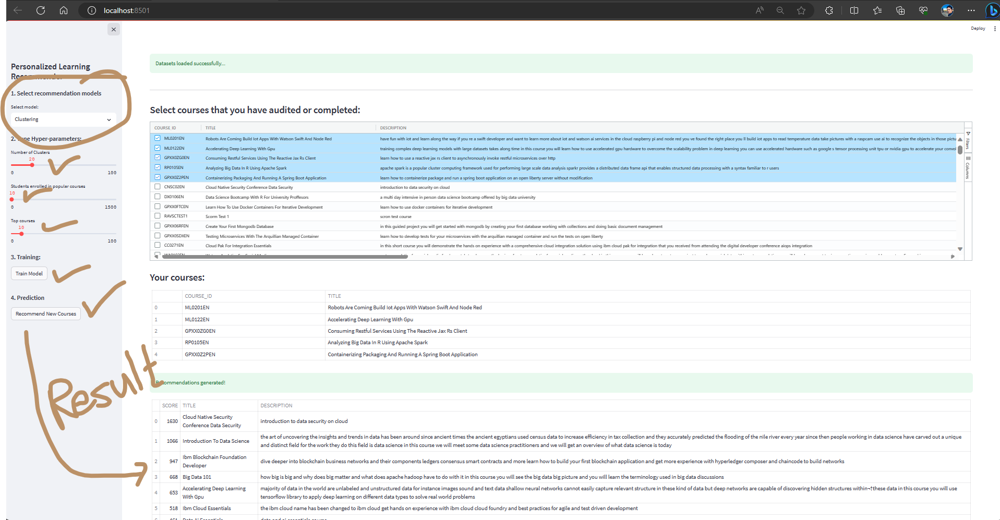 localhost:8501
Deploy
Personalized Learning
Recommender
1. Select recommendation models
Select model:
Clustering
2. Tune Hyper-parameters:
Number of Clusters
20
0 100
Students enrolled in popular courses
10
0 1500
Top courses
10
0 100
3. Training:
Train Model
4. Prediction
Recommend New Courses
Result
Datasets loaded successfully...
Select courses that you have audited or completed:
COURSE_ID TITLE DESCRIPTION
ML0201EN Robots Are Coming Build Iot Apps With Watson Swift And Node Red have fun with iot and learn along the way if you re a swift developer and want to learn more about iot and watson ai services in the cloud raspberry pi and node red you ve found the right place you ll build iot apps to read temperature data take pictures with a raspcam use ai to recognize the objects in those pictu
ML0122EN Accelerating Deep Learning With Gpu training complex deep learning models with large datasets takes along time in this course you will learn how to use accelerated gpu hardware to overcome the scalability problem in deep learning you can use accelerated hardware such as google s tensor processing unit tpu or nvidia gpu to accelerate your convol
GPXX0ZG0EN Consuming Restful Services Using The Reactive Jax Rs Client learn how to use a reactive jax rs client to asynchronously invoke restful microservices over http
RP0105EN Analyzing Big Data In R Using Apache Spark apache spark is a popular cluster computing framework used for performing large scale data analysis sparkr provides a distributed data frame api that enables structured data processing with a syntax familiar to r users
GPXX0Z2PEN Containerizing Packaging And Running A Spring Boot Application learn how to containerize package and run a spring boot application on an open liberty server without modification
CNSC02EN Cloud Native Security Conference Data Security introduction to data security on cloud
DX0106EN Data Science Bootcamp With R For University Proffesors a multi day intensive in person data science bootcamp offered by big data university
GPXX0FTCEN Learn How To Use Docker Containers For Iterative Development learn how to use docker containers for iterative development
RAVSCTEST1 Scorm Test 1 scron test course
GPXX06RFEN Create Your First Mongodb Database in this guided project you will get started with mongodb by creating your first database working with collections and doing basic document management
GPXX0SDXEN Testing Microservices With The Arquillian Managed Container learn how to develop tests for your microservices with the arquillian managed container and run the tests on open liberty
CC0271EN Cloud Pak For Integration Essentials in this short course you will demonstrate the hands on experience with a comprehensive cloud integration solution using ibm cloud pak for integration that you received from attending the digital developer conference aiops integration
Filters
Columns
Your courses:
COURSE_ID TITLE
0 ML0201EN Robots Are Coming Build Iot Apps With Watson Swift And Node Red
1 ML0122EN Accelerating Deep Learning With Gpu
2 GPXX0ZG0EN Consuming Restful Services Using The Reactive Jax Rs Client
3 RP0105EN Analyzing Big Data In R Using Apache Spark
4 GPXX0Z2PEN Containerizing Packaging And Running A Spring Boot Application
Recommendations generated!
SCORE TITLE DESCRIPTION
0 1630 Cloud Native Security
Conference Data Security introduction to data security on cloud
1 1066 Introduction To Data Science the art of uncovering the insights and trends in data has been around since ancient times the ancient egyptians used census data to increase efficiency in tax collection and they accurately predicted the flooding of the nile river every year since then people working in data science have carved out a unique
and distinct field for the work they do this field is data science in this course we will meet some data science practitioners and we will get an overview of what data science is today
2 947 Ibm Blockchain Foundation
Developer dive deeper into blockchain business networks and their components ledgers consensus smart contracts and more learn how to build your first blockchain application and get more experience with hyperledger composer and chaincode to build networks
3 668 Big Data 101 how big is big and why does big matter and what does apache hadoop have to do with it in this course you will see the big data big picture and you will learn the terminology used in big data discussions
4 653 Accelerating Deep Learning
With Gpu majority of data in the world are unlabeled and unstructured data for instance images sound and text data shallow neural networks cannot easily capture relevant structure in these kind of data but deep networks are capable of discovering hidden structures within¬†these data in this course you will use
tensorflow library to apply deep learning on different data types to solve real world problems
5 518 Ibm Cloud Essentials the ibm cloud name has been changed to ibm cloud get hands on experience with ibm cloud cloud foundry and best practices for agile and test driven development